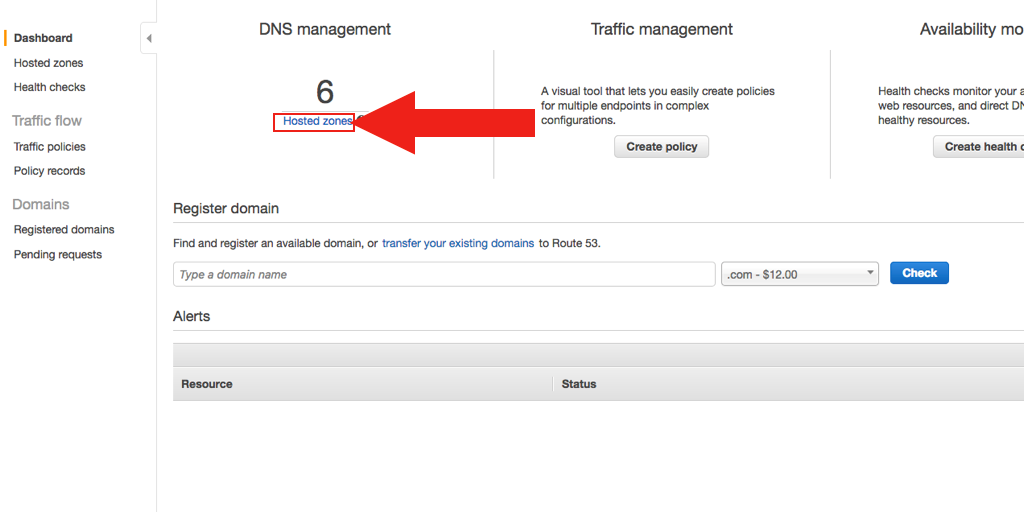 Dashboard
Hosted zones
Health checks
Traffic flow
Traffic policies
Policy records
Domains
Registered domains
Pending requests
DNS management
6
Hosted zones
Traffic management
A visual tool that lets you easily create policies
for multiple endpoints in complex
configurations.
Create policy
Availability mo
Health checks monitor your a
web resources, and direct DN
healthy resources.
Create health c
Register domain
Find and register an available domain, or transfer your existing domains to Route 53.
Type a domain name
.com - $12.00
Check
Alerts
Resource Status